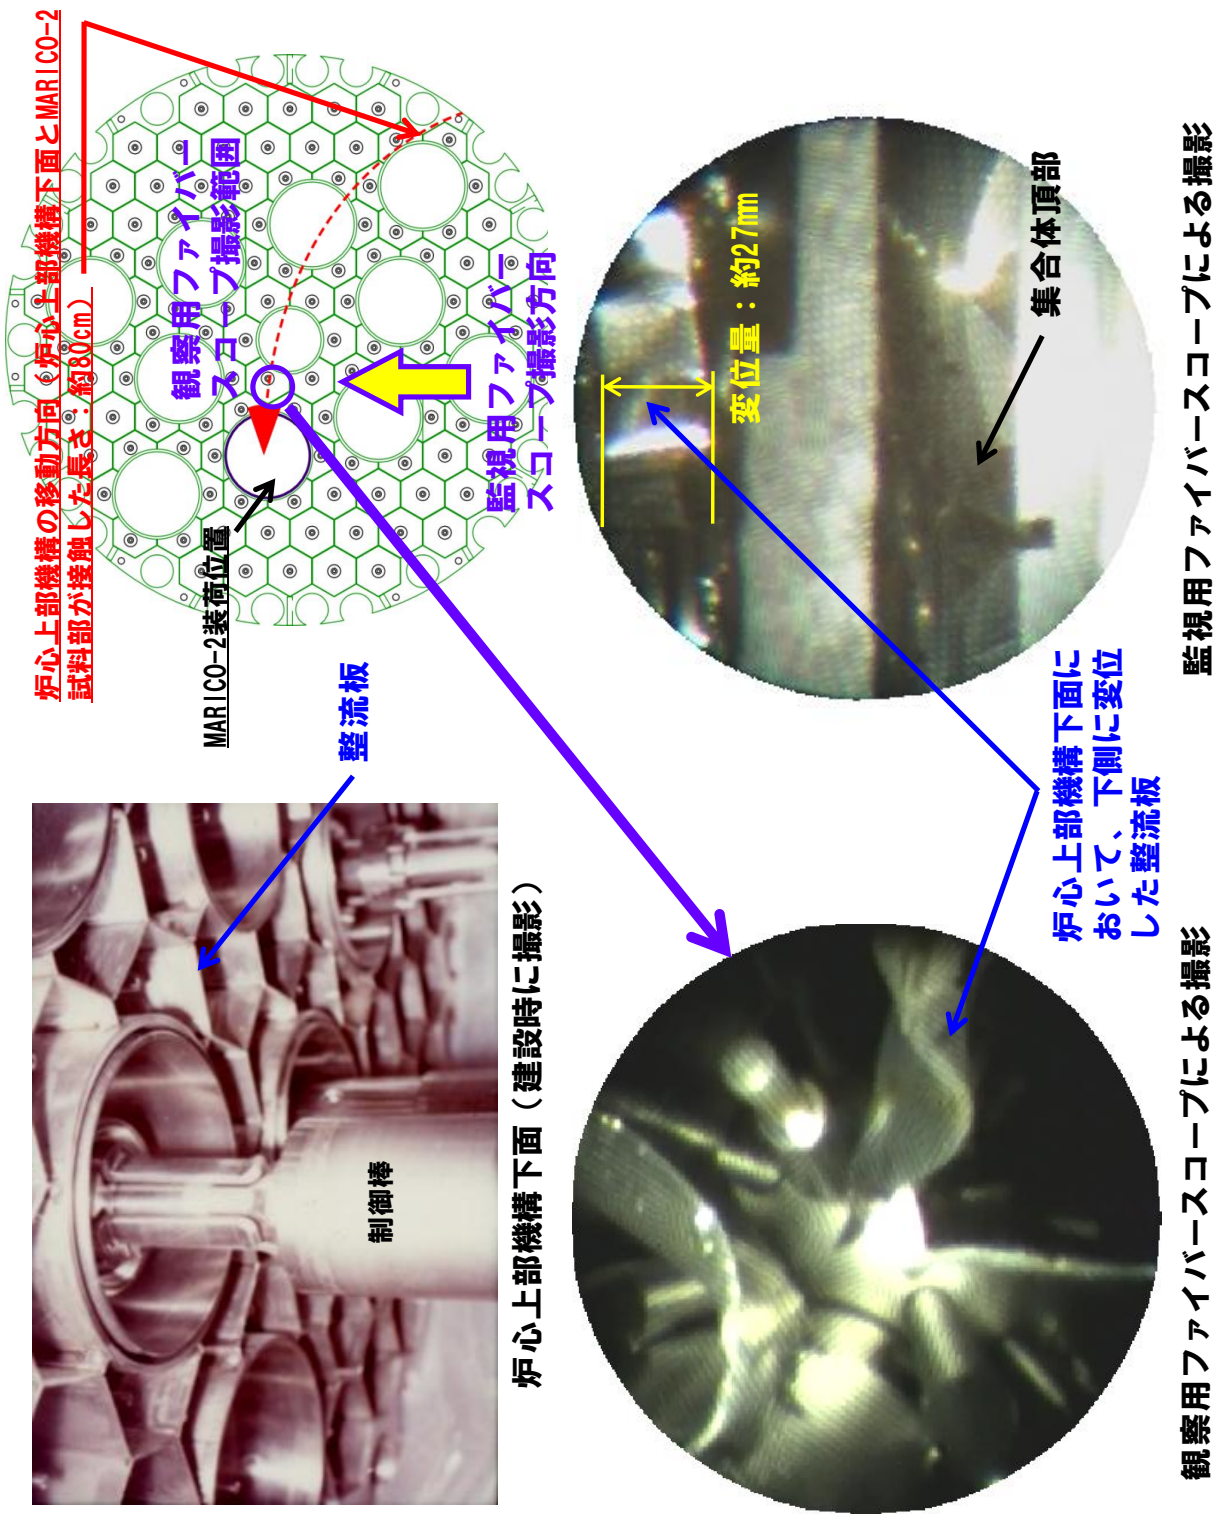 炉心上部機構の移動方向（炉心上部機構下面とMARICO-2
試料部が接触した長さ：約80cm）
観察用ファイバー
スコープ撮影範囲
監視用ファイバー
スコープ撮影方向
MARICO-2装荷位置
整流板
制御棒
炉心上部機構下面（建設時に撮影）
変位量：約27mm
集合体頂部
炉心上部機構下面に
おいて、下側に変位
した整流板
観察用ファイバースコープによる撮影
監視用ファイバースコープによる撮影